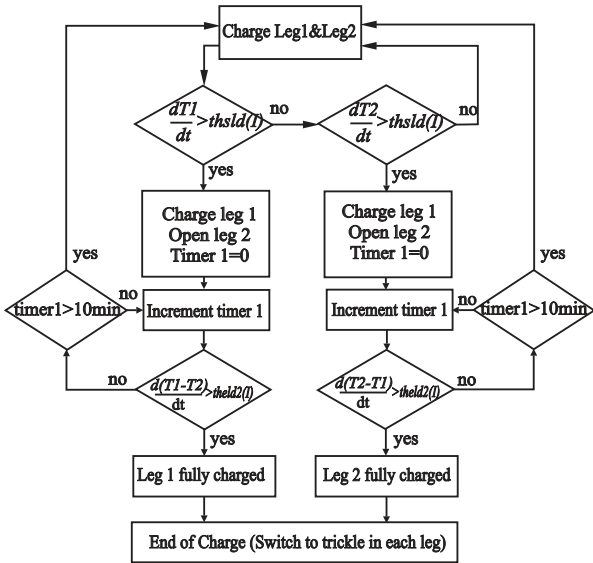 Charge Leg1&Leg2
dT1
dt
>thsld(I)
no
dT2
dt
>thsld(I)
no
yes
yes
Charge leg 1
Open leg 2
Timer 1=0
Charge leg 1
Open leg 2
Timer 1=0
yes
yes
timer1>10min
no
Increment timer 1
Increment timer 1
no
timer1>10min
no
d(T1-T2)
dt
>theld2(I)
d(T2-T1)
dt
>theld2(I)
no
yes
yes
Leg 1 fully charged
Leg 2 fully charged
End of Charge (Switch to trickle in each leg)